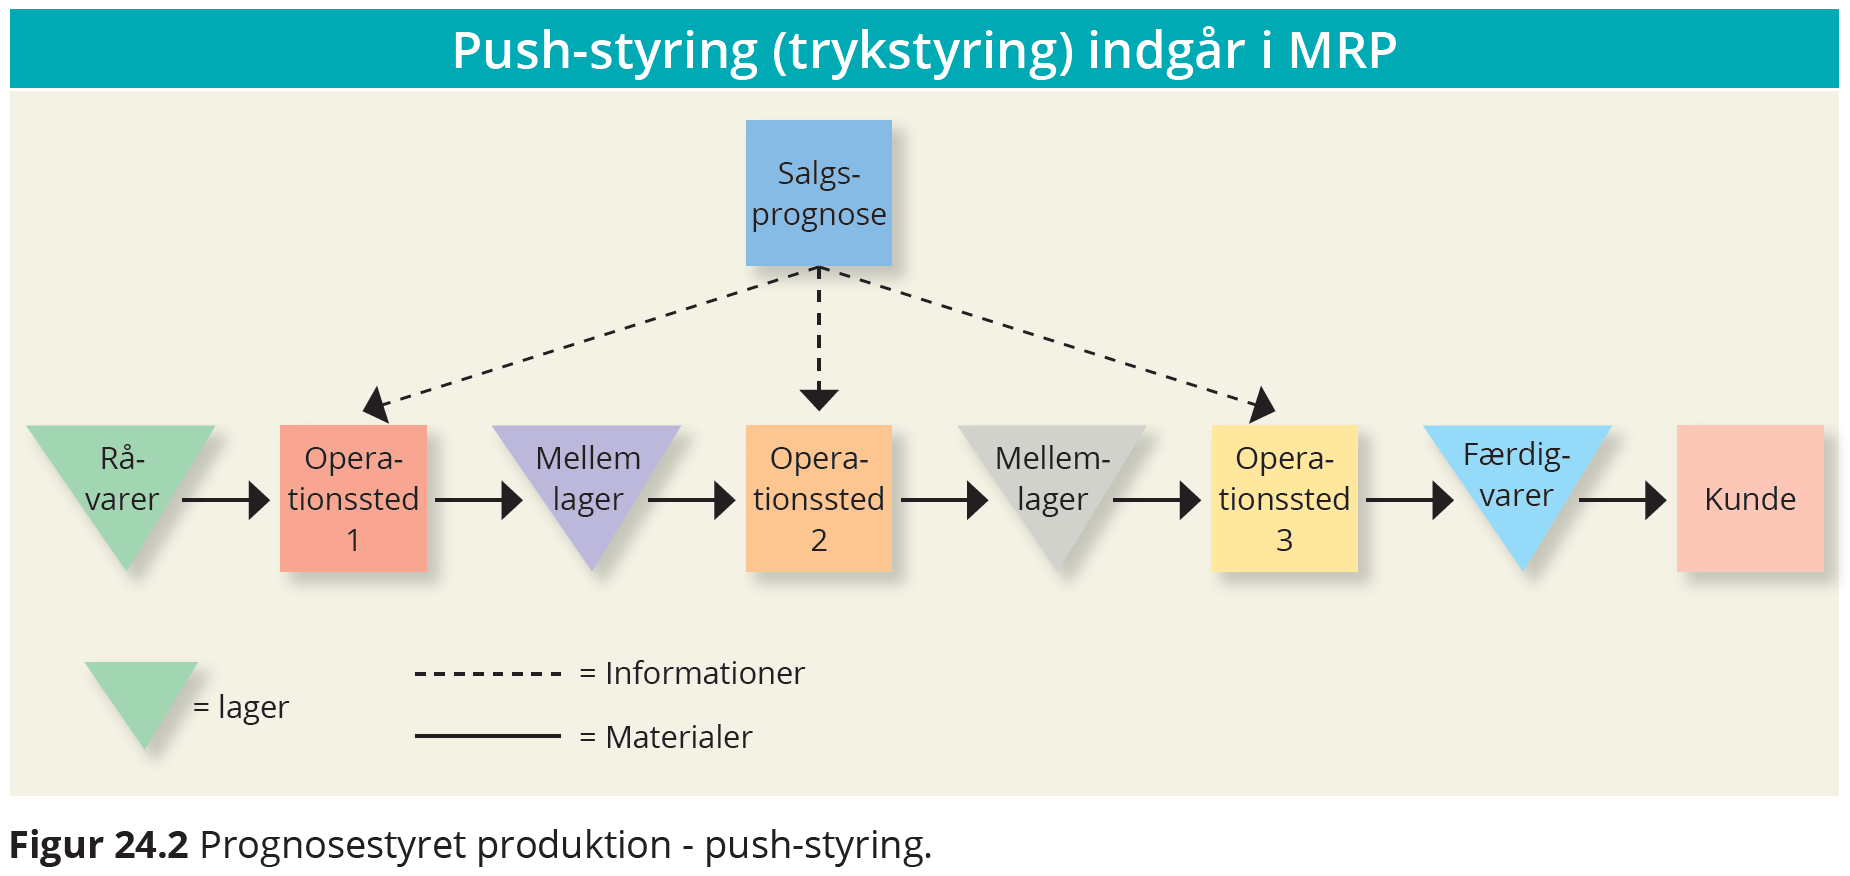 Push-styring (trykstyring) indgår i MRP
Salgs-
prognose
Rå-
varer
Opera-
tionssted
1
Mellem
lager
Opera-
tionssted
2
Mellem-
lager
Opera-
tionssted
3
Færdig-
varer
Kunde
= lager
= Informationer
= Materialer
Figur 24.2 Prognosestyret produktion - push-styring.